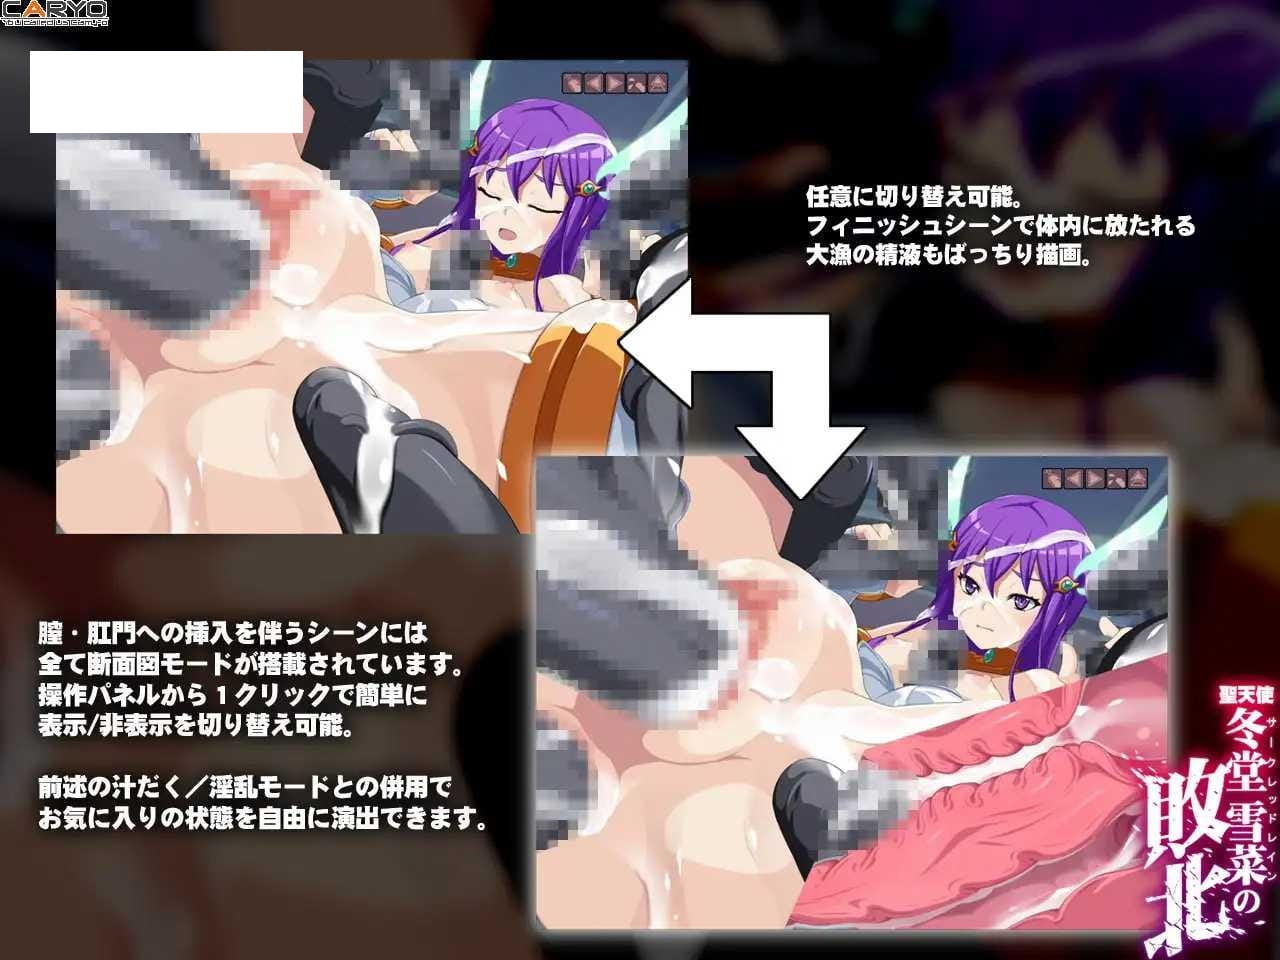 CARYO
任意に切り替え可能。
フィニッシュシーンで体内に放たれる
大漁の精液もばっちり描画。
膣・肛門への挿入を伴うシーンには
全て断面図モードが搭載されています。
操作パネルから１クリックで簡単に
表示/非表示を切り替え可能。
前述の汁だく／淫乱モードとの併用で
お気に入りの状態を自由に演出できます。
聖天使
サークレッドレイン
冬堂雪菜の
敗北